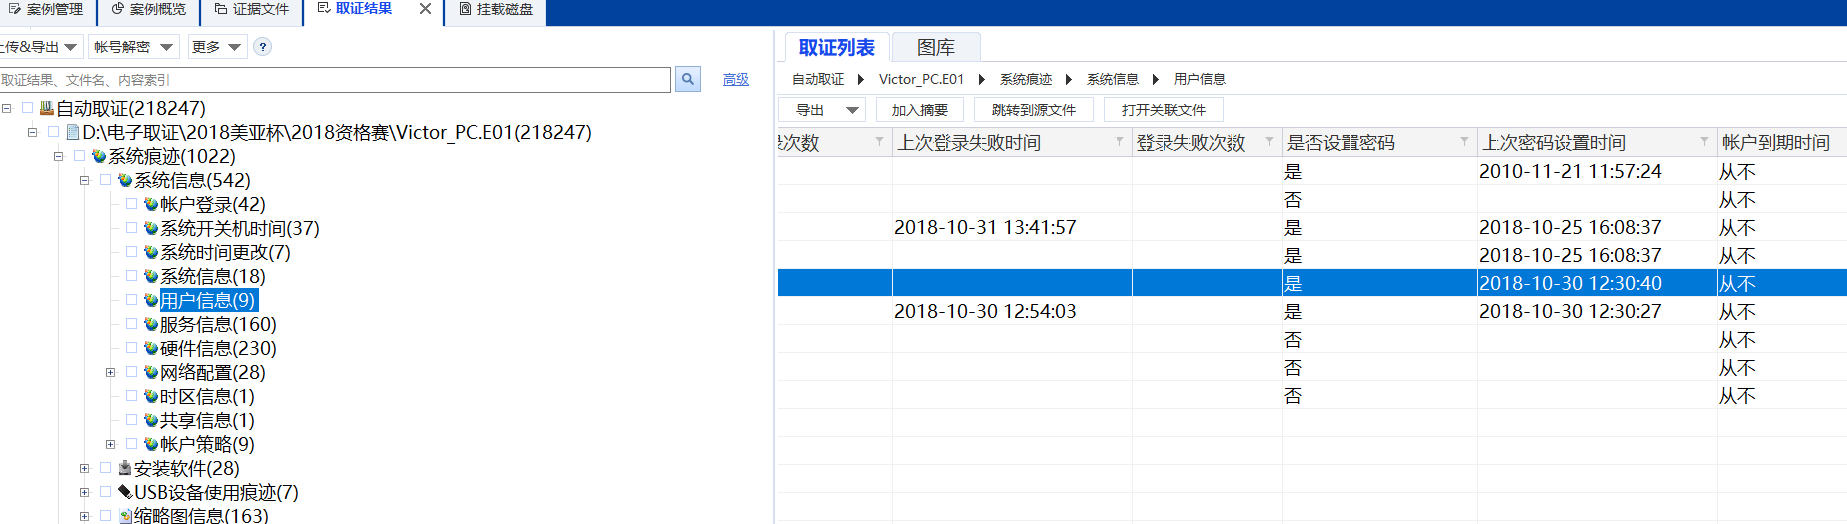 案例管理 案例概览 证据文件 取证结果 挂载磁盘
上传&导出 帐号解密 更多 ?
取证结果、文件名、内容索引 高级
自动取证(218247)
D:\电子取证\2018美亚杯\2018资格赛\Victor_PC.E01(218247)
系统痕迹(1022)
系统信息(542)
帐户登录(42)
系统开关机时间(37)
系统时间更改(7)
系统信息(18)
用户信息(9)
服务信息(160)
硬件信息(230)
网络配置(28)
时区信息(1)
共享信息(1)
帐户策略(9)
安装软件(28)
USB设备使用痕迹(7)
缩略图信息(163)
取证列表 图库
自动取证 Victor_PC.E01 系统痕迹 系统信息 用户信息
导出 加入摘要 跳转到源文件 打开关联文件
录次数 上次登录失败时间 登录失败次数 是否设置密码 上次密码设置时间 帐户到期时间
是 2010-11-21 11:57:24 从不
否 从不
2018-10-31 13:41:57 是 2018-10-25 16:08:37 从不
是 2018-10-25 16:08:37 从不
是 2018-10-30 12:30:40 从不
2018-10-30 12:54:03 是 2018-10-30 12:30:27 从不
否 从不
否 从不
否 从不